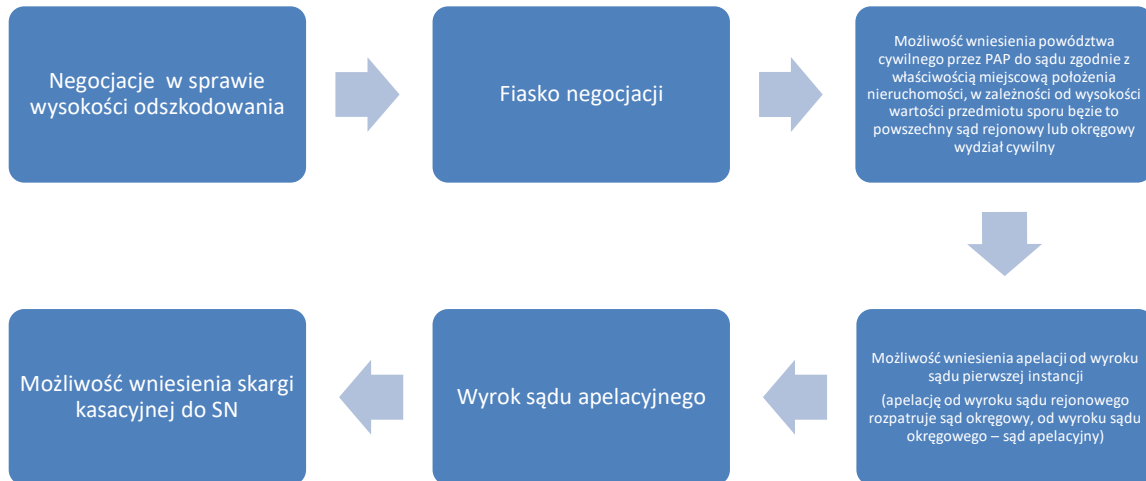 Negocjacje w sprawie
wysokości odszkodowania
Fiasko negocjacji
Możliwość wniesienia powództwa
cywilnego przez PAP do sądu zgodnie z
właściwością miejscową położenia
nieruchomości, w zależności od wysokości
wartości przedmiotu sporu bęzie to
powszechny sąd rejonowy lub okręgowy
wydział cywilny
Możliwość wniesienia apelacji od wyroku
sądu pierwszej instancji
(apelację od wyroku sądu rejonowego
rozpatruje sąd okręgowy, od wyroku sądu
okręgowego – sąd apelacyjny)
Wyrok sądu apelacyjnego
Możliwość wniesienia skargi
kasacyjnej do SN